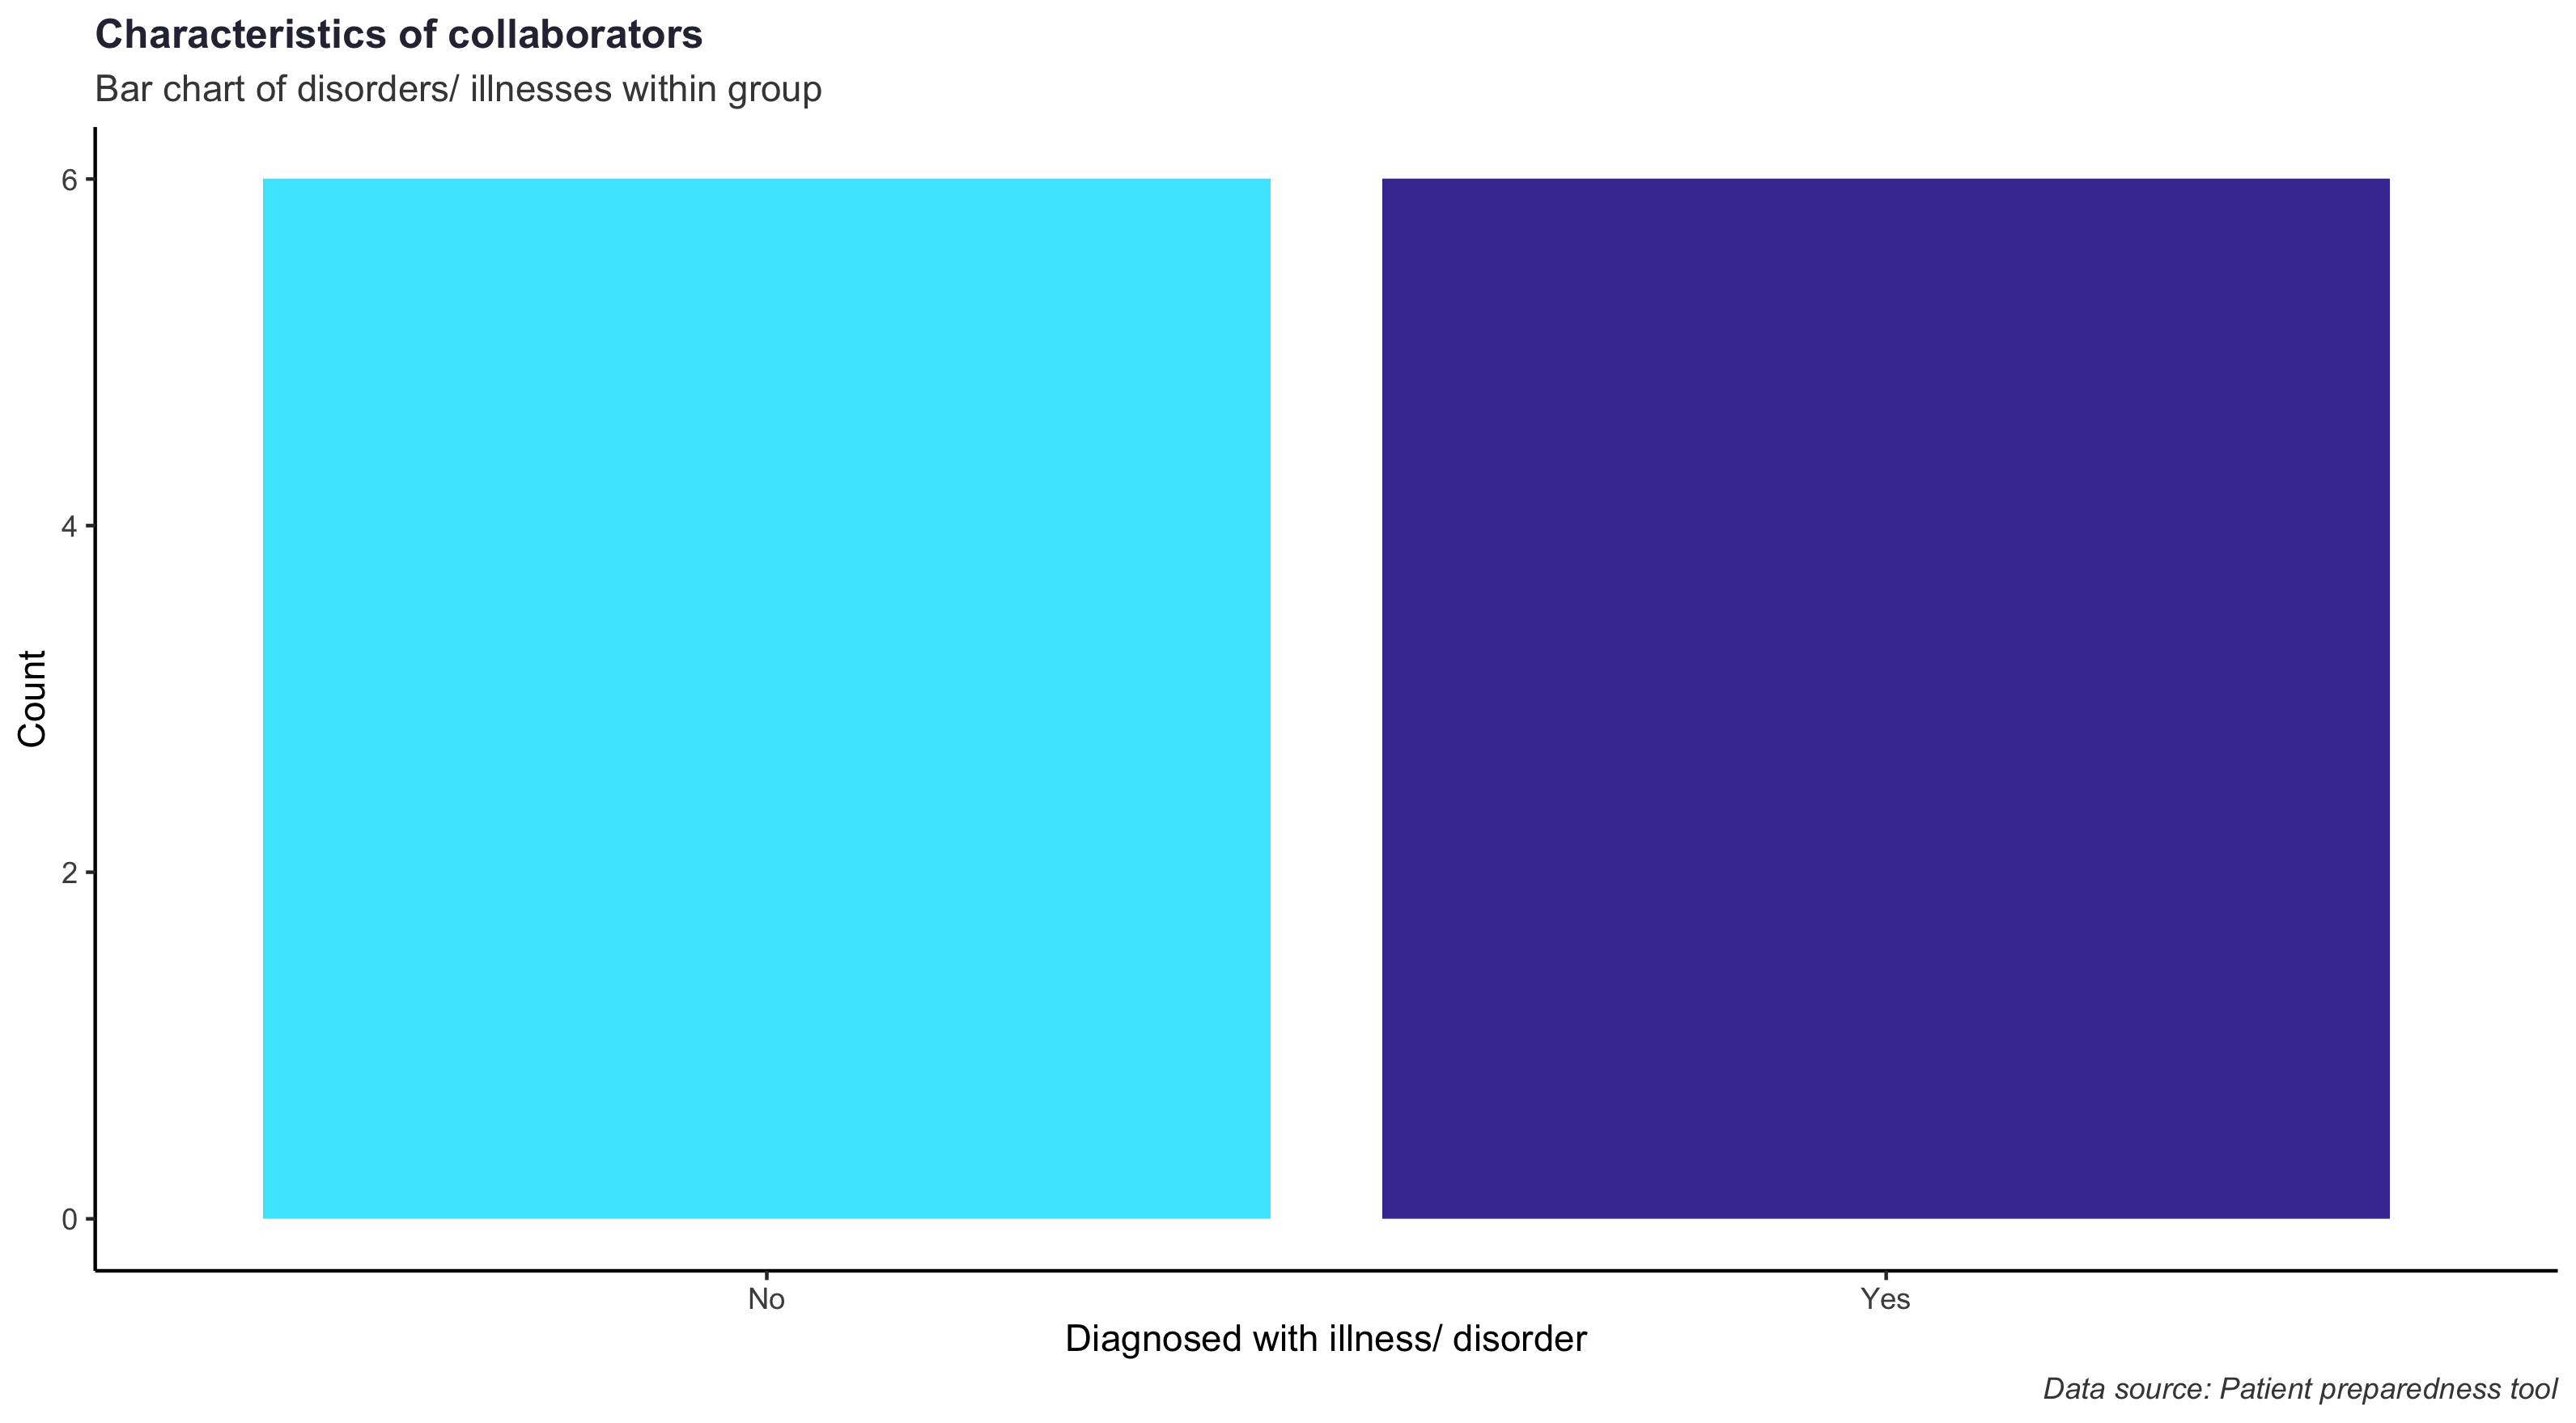 Characteristics of collaborators
Bar chart of disorders/ illnesses within group
6
4
2
0
Count
No
Yes
Diagnosed with illness/ disorder
Data source: Patient preparedness tool